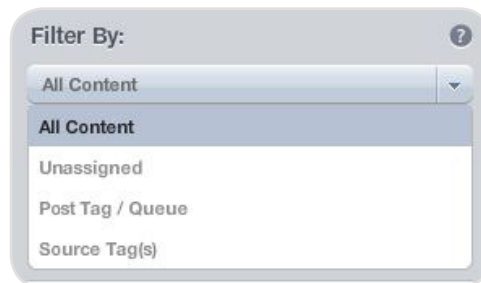 Filter By: ?
All Content
All Content
Unassigned
Post Tag / Queue
Source Tag(s)